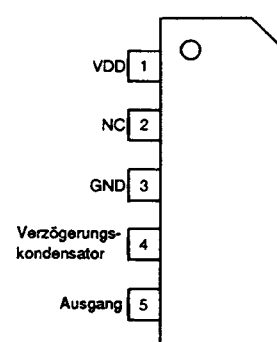 VDD 1
NC 2
GND 3
Verzögerungs-
kondensator 4
Ausgang 5